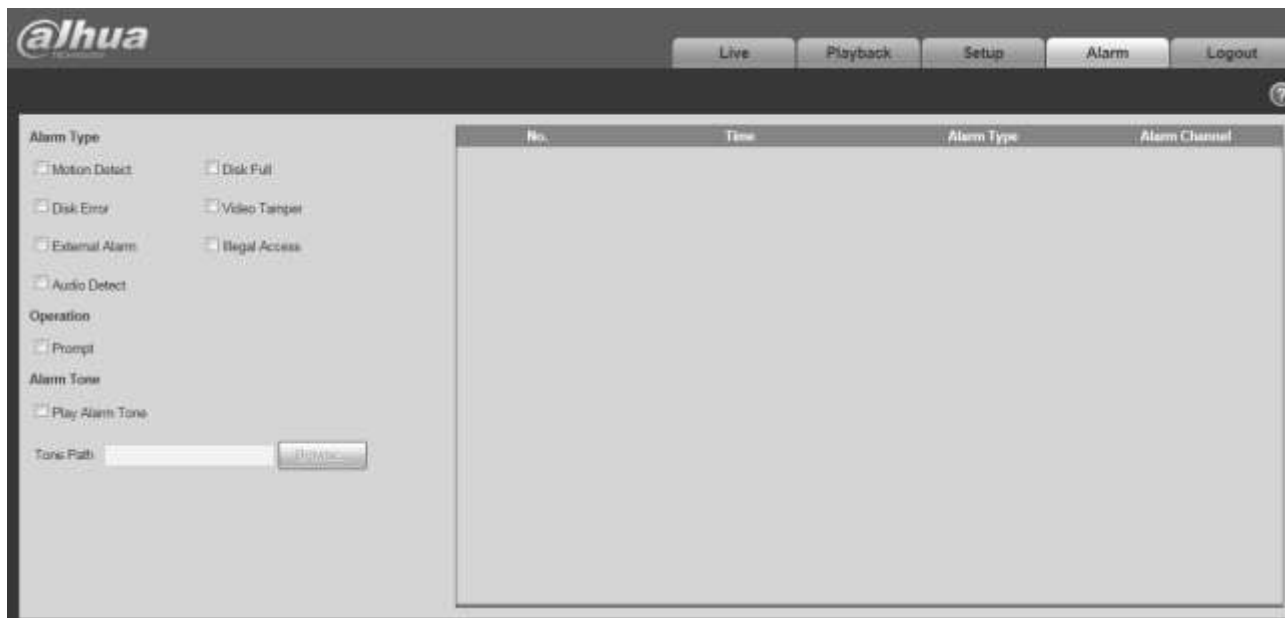 alhua
TECHNOLOGY
Live Playback Setup Alarm Logout
?
Alarm Type
Motion Detect Disk Full
Disk Error Video Tamper
External Alarm Illegal Access
Audio Detect
Operation
Prompt
Alarm Tone
Play Alarm Tone
Tone Path Browse...
No. Time Alarm Type Alarm Channel